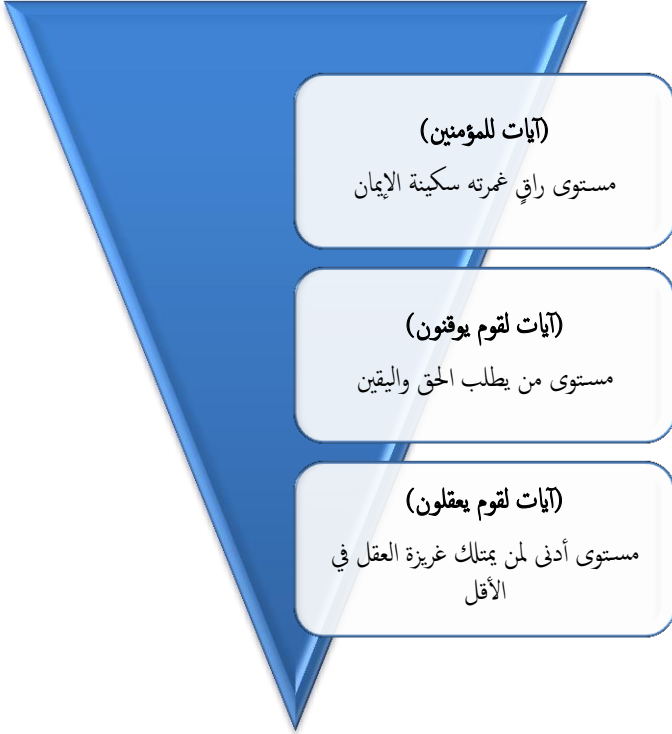 (آيات للمؤمنين)
مستوى راقٍ غمرته سكينة الإيمان
(آيات لقوم يوقنون)
مستوى من يطلب الحق واليقين
(آيات لقوم يعقلون)
مستوى أدنى لمن يمتلك غريزة العقل في
الأقل